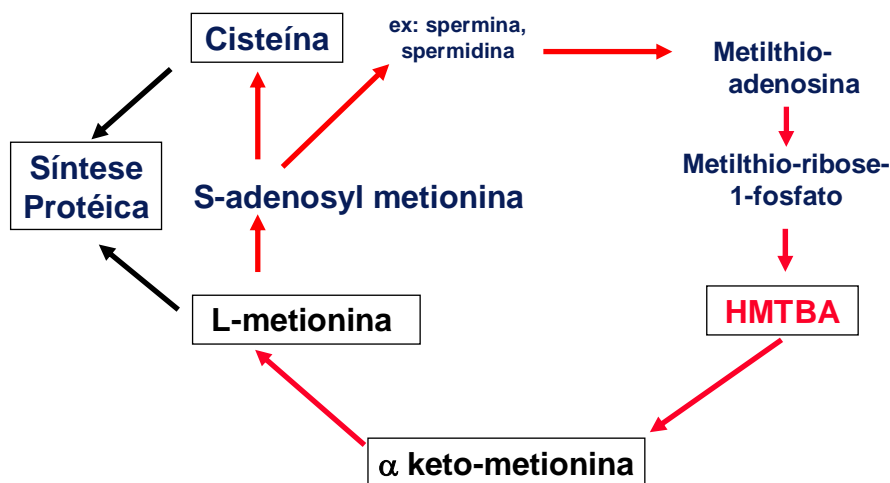 Cisteína
ex: spermina,
spermidina
Metilthio-
adenosina
Síntese
Protéica
S-adenosyl metionina
Metilthio-ribose-
1-fosfato
L-metionina
HMTBA
α keto-metionina